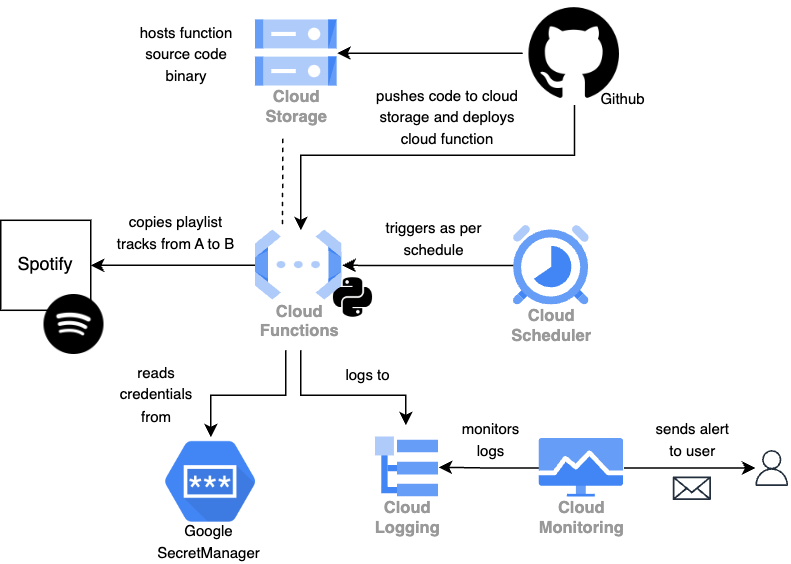 hosts function
source code
binary
Cloud
Storage
Github
pushes code to cloud
storage and deploys
cloud function
copies playlist
tracks from A to B
triggers as per
schedule
Spotify
Cloud
Functions
Cloud
Scheduler
reads
credentials
from
logs to
monitors
logs
sends alert
to user
***
Google
SecretManager
Cloud
Logging
Cloud
Monitoring